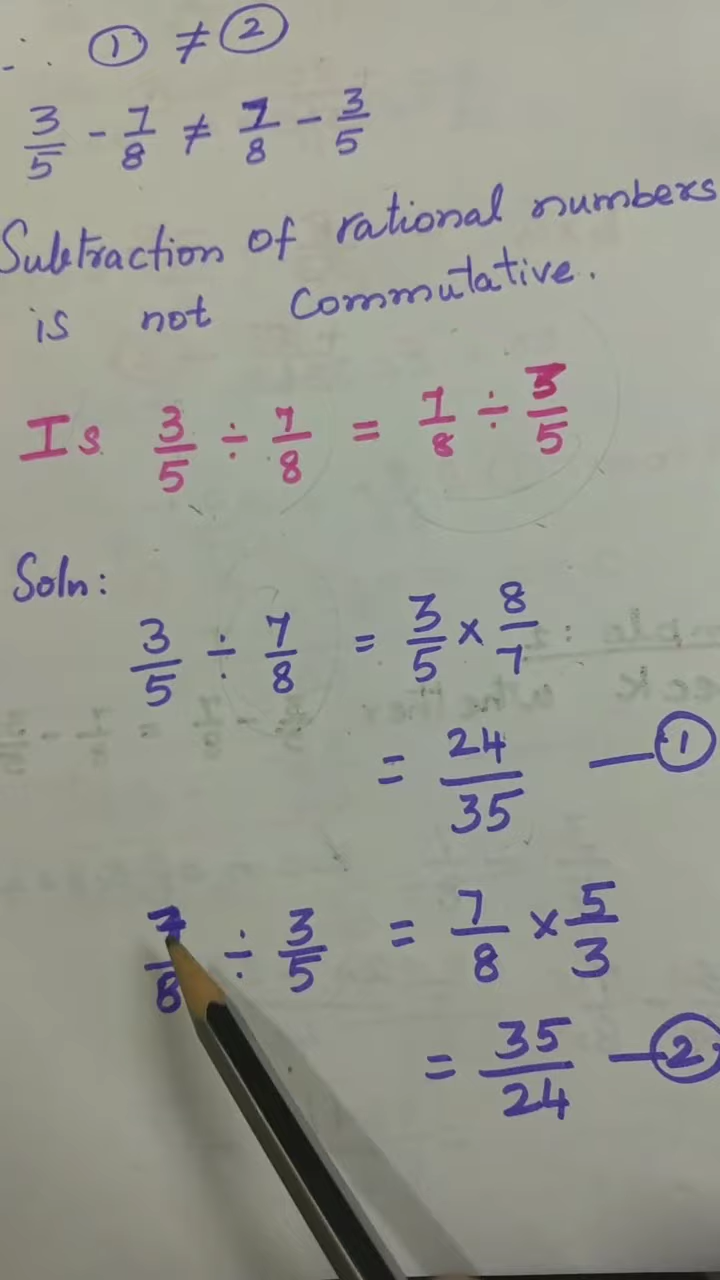 ∴ ① ≠ ②
3/5 - 7/8 ≠ 7/8 - 3/5
Subtraction of rational numbers
is not commutative.
Is 3/5 ÷ 7/8 = 7/8 ÷ 3/5
Soln:
3/5 ÷ 7/8 = 3/5 × 8/7
= 24/35 — ①
7/8 ÷ 3/5 = 7/8 × 5/3
= 35/24 — ②